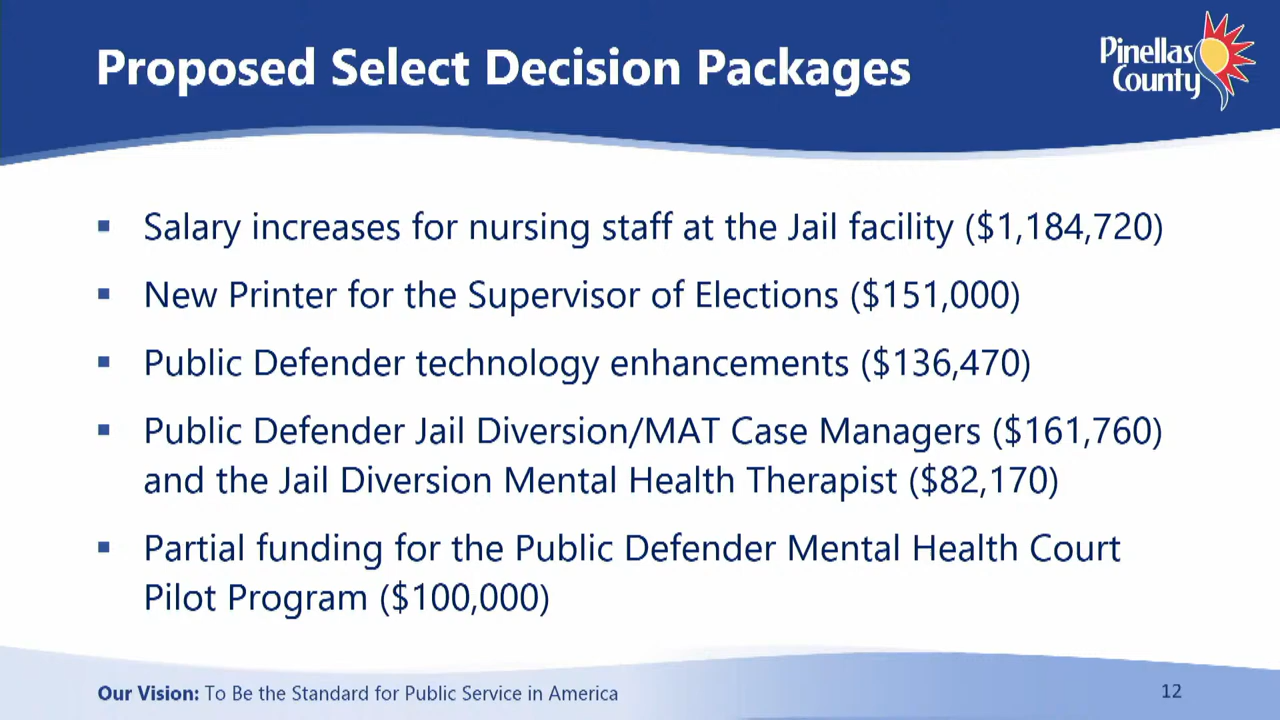 Proposed Select Decision Packages
Pinellas
County
▪ Salary increases for nursing staff at the Jail facility ($1,184,720)
▪ New Printer for the Supervisor of Elections ($151,000)
▪ Public Defender technology enhancements ($136,470)
▪ Public Defender Jail Diversion/MAT Case Managers ($161,760)
and the Jail Diversion Mental Health Therapist ($82,170)
▪ Partial funding for the Public Defender Mental Health Court
Pilot Program ($100,000)
Our Vision: To Be the Standard for Public Service in America
12